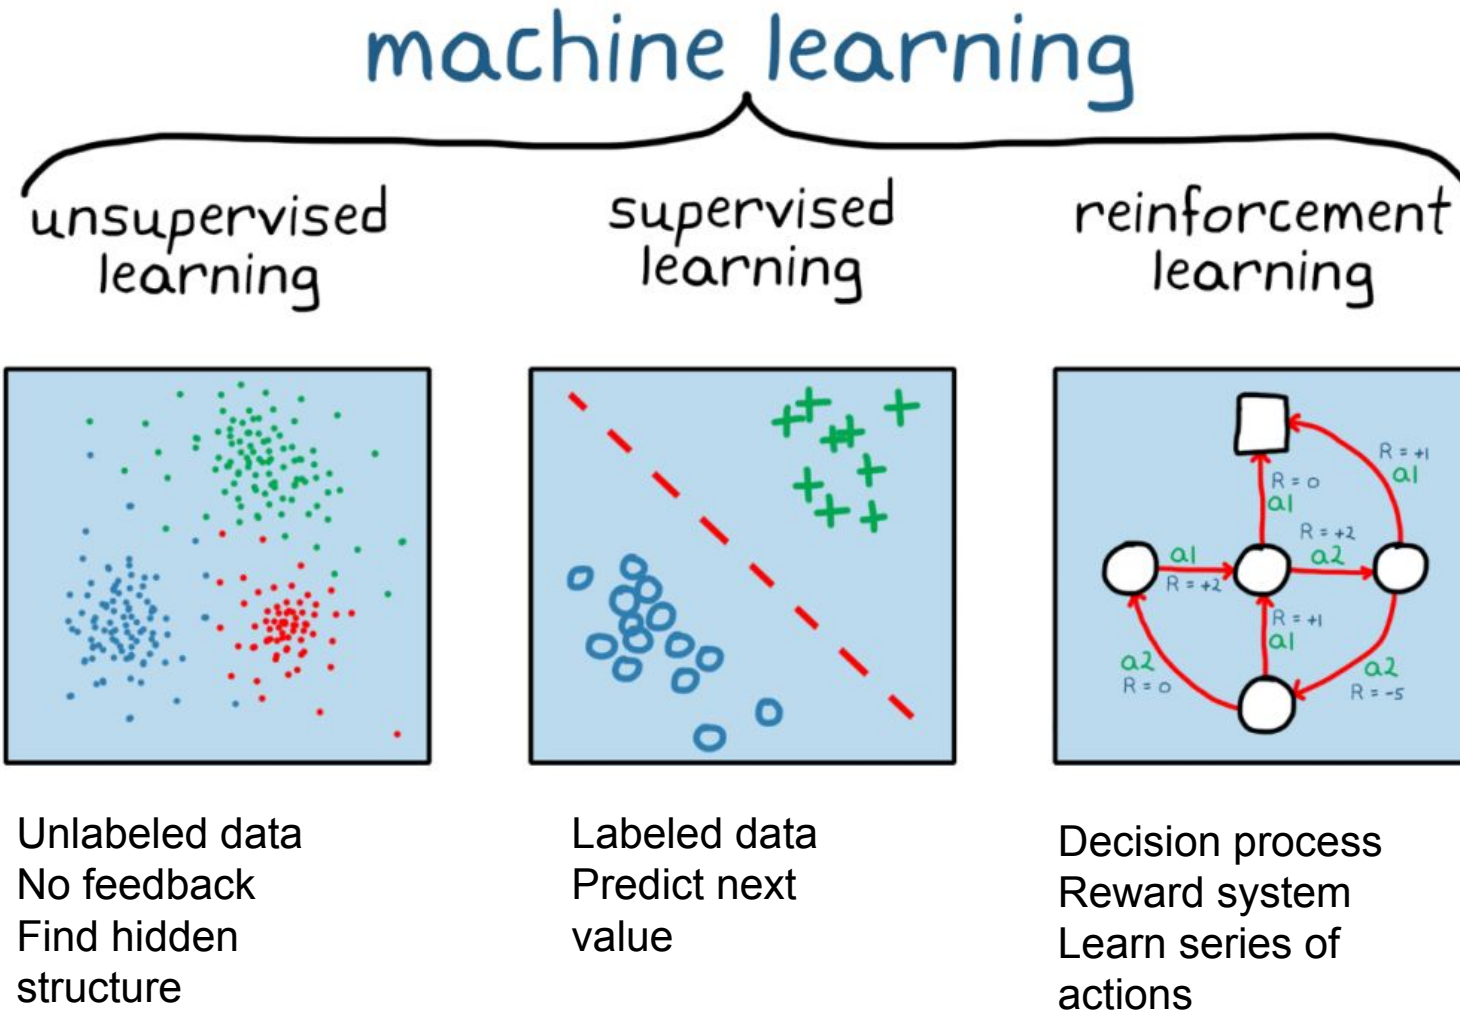 machine learning
unsupervised
learning
supervised
learning
reinforcement
learning
R = +1
a1
R = 0
a1
R = +2
a2
a1
R = +2
R = +1
a1
a2
R = 0
a2
R = -5
Unlabeled data
No feedback
Find hidden
structure
Labeled data
Predict next
value
Decision process
Reward system
Learn series of
actions